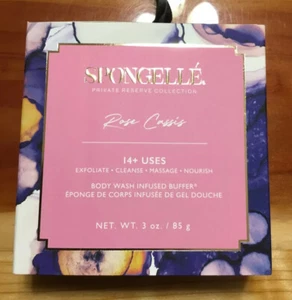 SPONGELLÉ.
PRIVATE RESERVE COLLECTION
Rose Cassis
14+ USES
EXFOLIATE • CLEANSE • MASSAGE • NOURISH
BODY WASH INFUSED BUFFER®
ÉPONGE DE CORPS INFUSÉE DE GEL DOUCHE
NET. WT. 3 oz. / 85 g